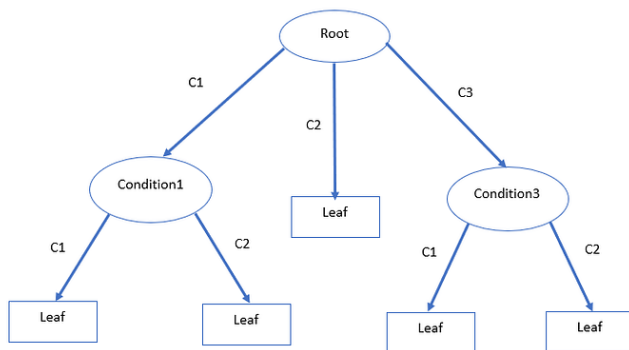 Root
C1
C2
C3
Condition1
Leaf
Condition3
C1
C2
C1
C2
Leaf
Leaf
Leaf
Leaf